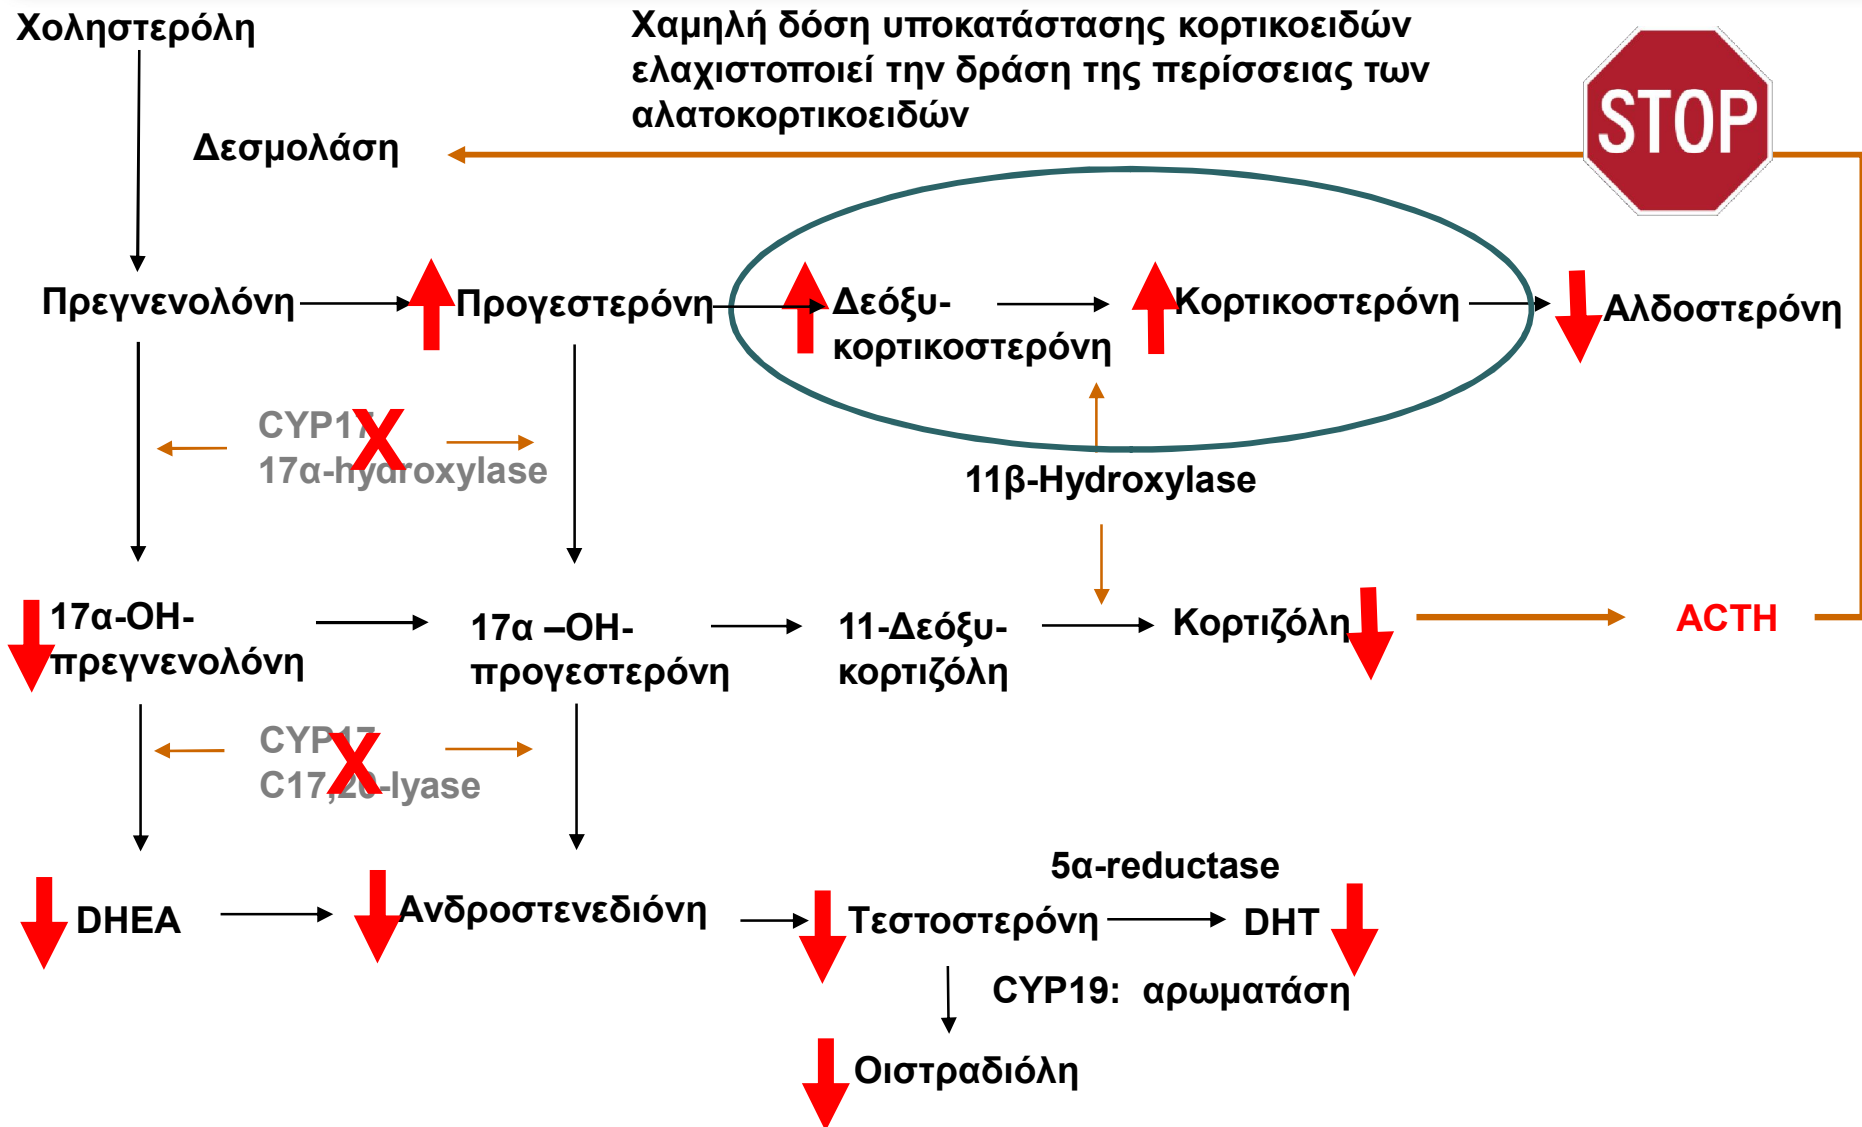 Χοληστερόλη
Χαμηλή δόση υποκατάστασης κορτικοειδών
ελαχιστοποιεί την δράση της περίσσειας των
αλατοκορτικοειδών
STOP
Δεσμολάση
Πρεγνενολόνη
Προγεστερόνη
Δεόξυ-
κορτικοστερόνη
Κορτικοστερόνη
Αλδοστερόνη
CYP17
17α-hydroxylase
X
11β-Hydroxylase
17α-OH-
πρεγνενολόνη
17α –OH-
προγεστερόνη
11-Δεόξυ-
κορτιζόλη
Κορτιζόλη
ACTH
CYP17
C17,20-lyase
X
5α-reductase
DHEA
Ανδροστενεδιόνη
Τεστοστερόνη
DHT
CYP19: αρωματάση
Οιστραδιόλη